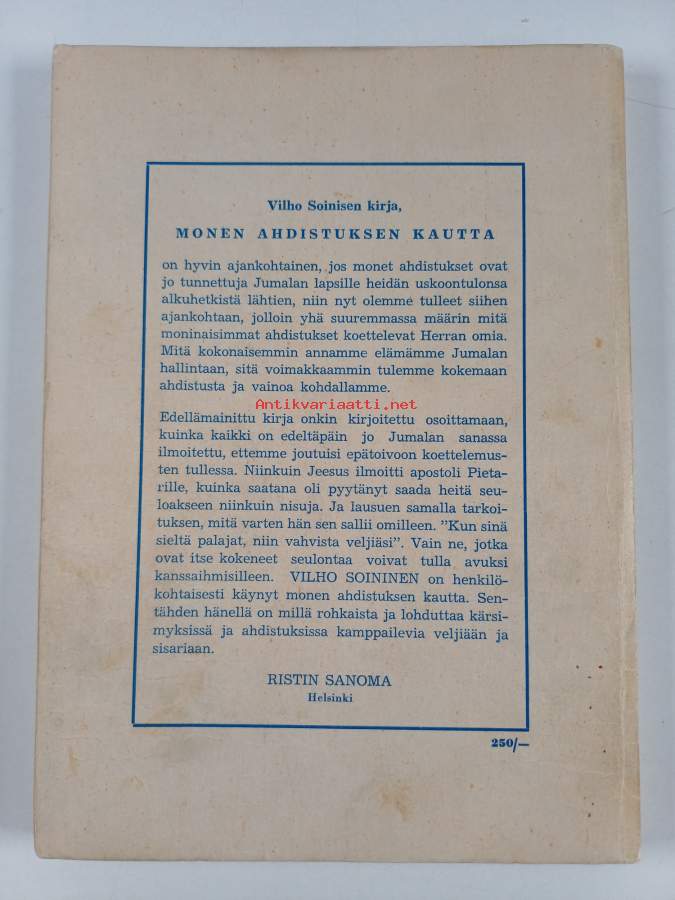 Vilho Soinisen kirja,
MONEN AHDISTUKSEN KAUTTA
on hyvin ajankohtainen, jos monet ahdistukset ovat
jo tunnettuja Jumalan lapsille heidän uskoontulonsa
alkuhetkistä lähtien, niin nyt olemme tulleet siihen
ajankohtaan, jolloin yhä suuremmassa määrin mitä
moninaisimmat ahdistukset koettelevat Herran omia.
Mitä kokonaisemmin annamme elämämme Jumalan
hallintaan, sitä voimakkaammin tulemme kokemaan
ahdistusta ja vainoa kohdallamme.
Antikvariaatti.net
Edellämainittu kirja onkin kirjoitettu osoittamaan,
kuinka kaikki on edeltäpäin jo Jumalan sanassa
ilmoitettu, ettemme joutuisi epätoivoon koettelemus-
ten tullessa. Niinkuin Jeesus ilmoitti apostoli Pieta-
rille, kuinka saatana oli pyytänyt saada heitä seu-
loakseen niinkuin nisuja. Ja lausuen samalla tarkoi-
tuksen, mitä varten hän sen sallii omilleen. ”Kun sinä
sieltä palajat, niin vahvista veljiäsi”. Vain ne, jotka
ovat itse kokeneet seulontaa voivat tulla avuksi
kanssaihmisilleen. VILHO SOININEN on henkilö-
kohtaisesti käynyt monen ahdistuksen kautta. Sen-
tähden hänellä on millä rohkaista ja lohduttaa kärsi-
myksissä ja ahdistuksissa kamppailevia veljiään ja
sisariaan.
RISTIN SANOMA
Helsinki
250/—